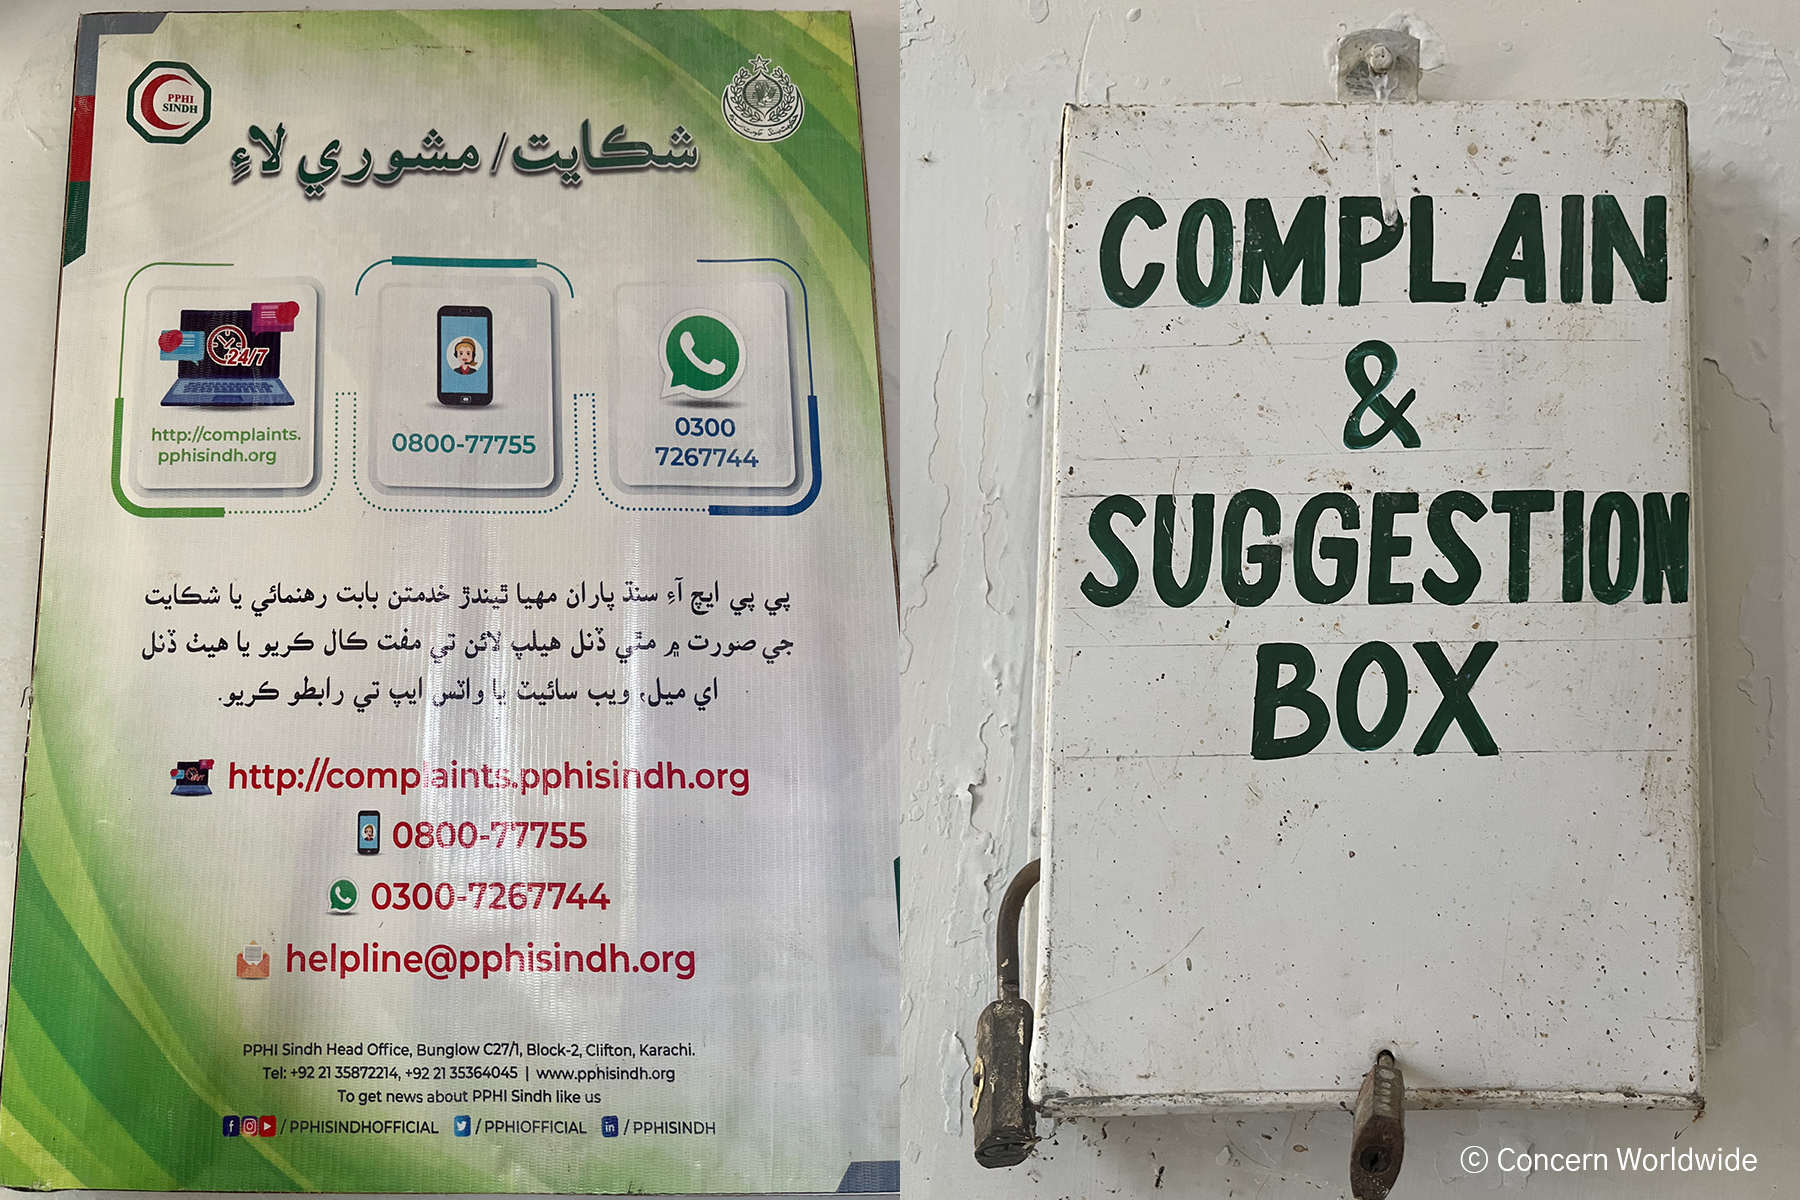 PPHI
SINDH
شڪايت / مشوري لاءِ
24/7
http://complaints.
pphisindh.org
0800-77755
0300
7267744
پي پي ايڇ آءِ سنڌ پاران مهيا ٿيندڙ خدمتن بابت رهنمائي يا شڪايت
جي صورت ۾ مٿي ڏنل هيلپ لائن تي مفت ڪال ڪريو يا هيٺ ڏنل
اي ميل، ويب سائيٽ يا واٽس ايپ تي رابطو ڪريو.
http://complaints.pphisindh.org
0800-77755
0300-7267744
helpline@pphisindh.org
PPHI Sindh Head Office, Bunglow C27/1, Block-2, Clifton, Karachi.
Tel: +92 21 35872214, +92 21 35364045 | www.pphisindh.org
To get news about PPHI Sindh like us
/ PPHISINDHOFFICIAL / PPHIOFFICIAL / PPHISINDH
COMPLAIN
&
SUGGESTION
BOX
© Concern Worldwide